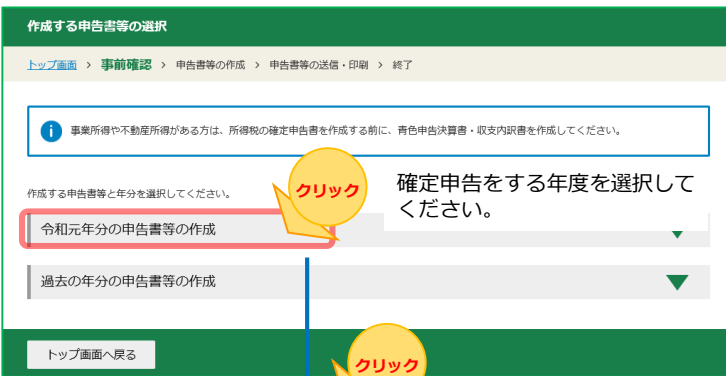 作成する申告書等の選択
トップ画面 > 事前確認 > 申告書等の作成 > 申告書等の送信・印刷 > 終了
事業所得や不動産所得がある方は、所得税の確定申告書を作成する前に、青色申告決算書・収支内訳書を作成してください。
作成する申告書等と年分を選択してください。
クリック
確定申告をする年度を選択して
ください。
令和元年分の申告書等の作成
過去の年分の申告書等の作成
トップ画面へ戻る
クリック